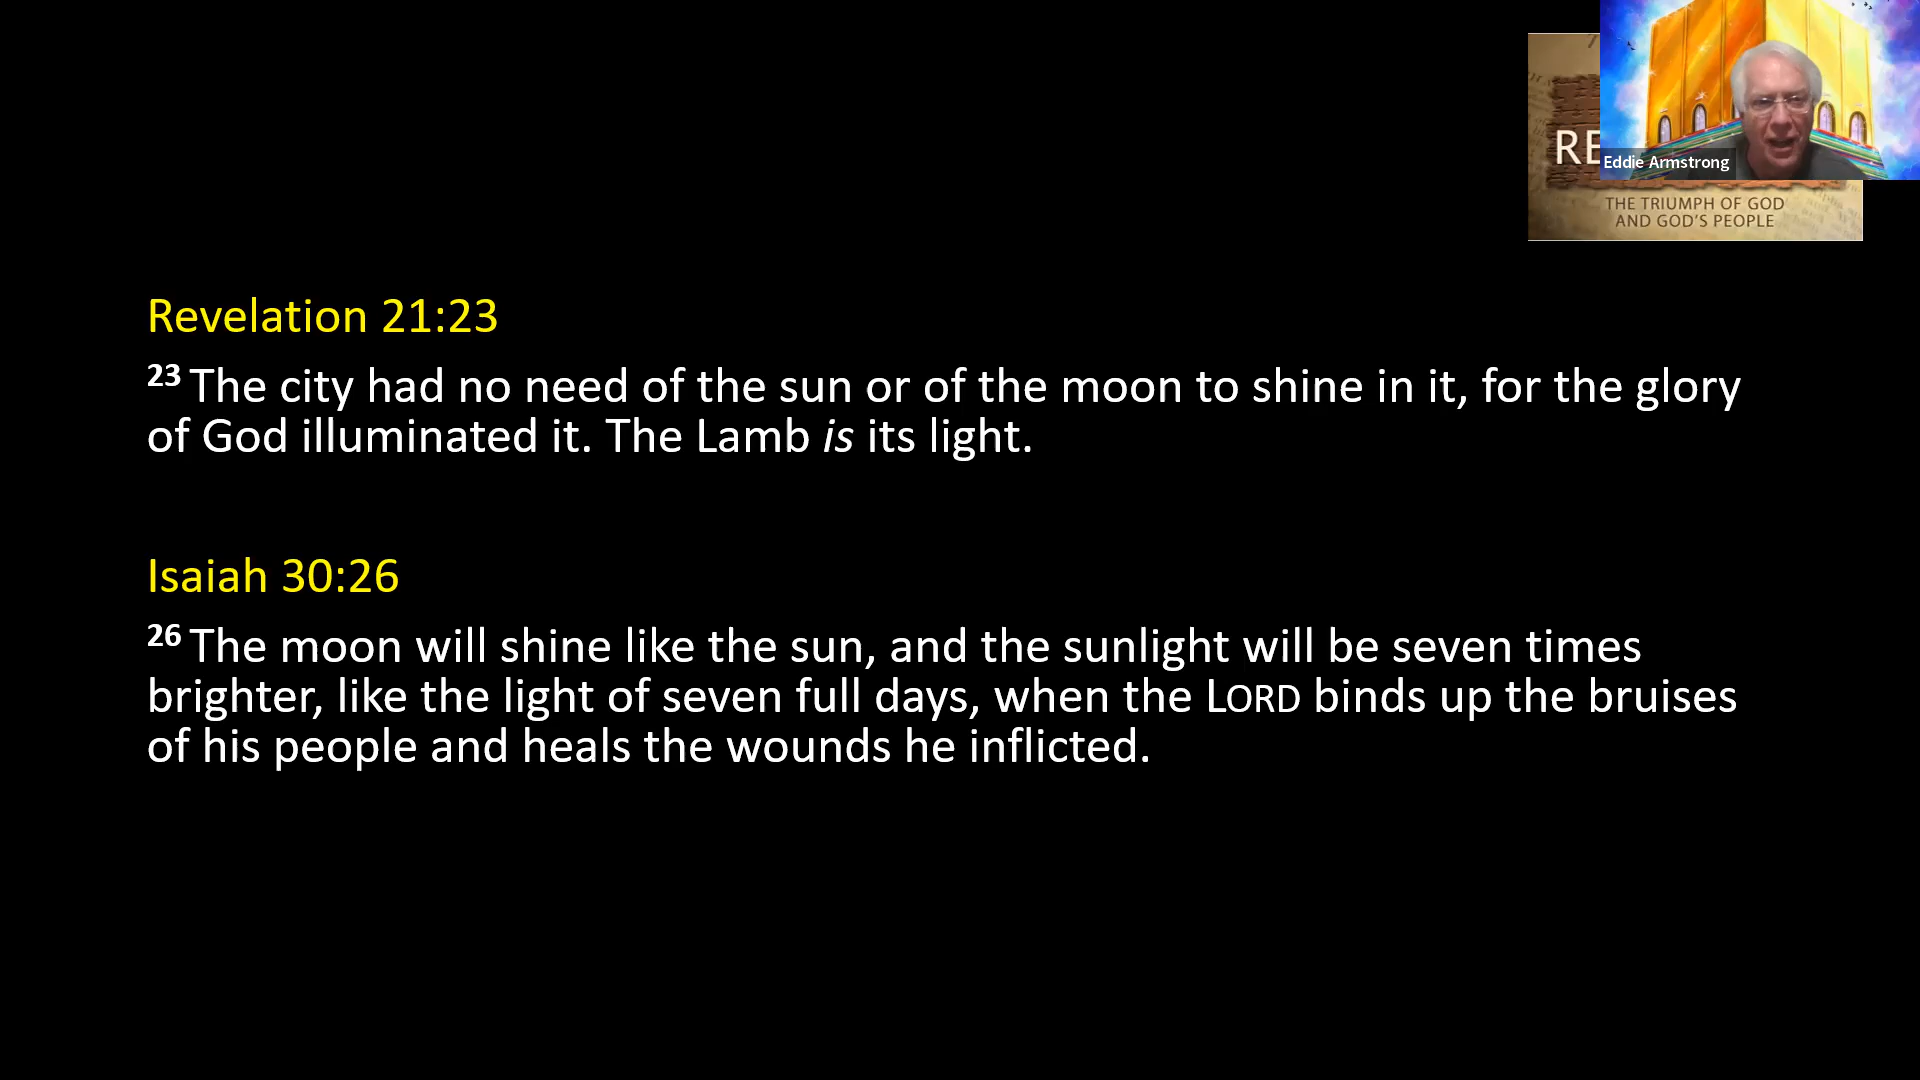 RE
Eddie Armstrong
THE TRIUMPH OF GOD
AND GOD'S PEOPLE
Revelation 21:23
23 The city had no need of the sun or of the moon to shine in it, for the glory
of God illuminated it. The Lamb is its light.
Isaiah 30:26
26 The moon will shine like the sun, and the sunlight will be seven times
brighter, like the light of seven full days, when the LORD binds up the bruises
of his people and heals the wounds he inflicted.